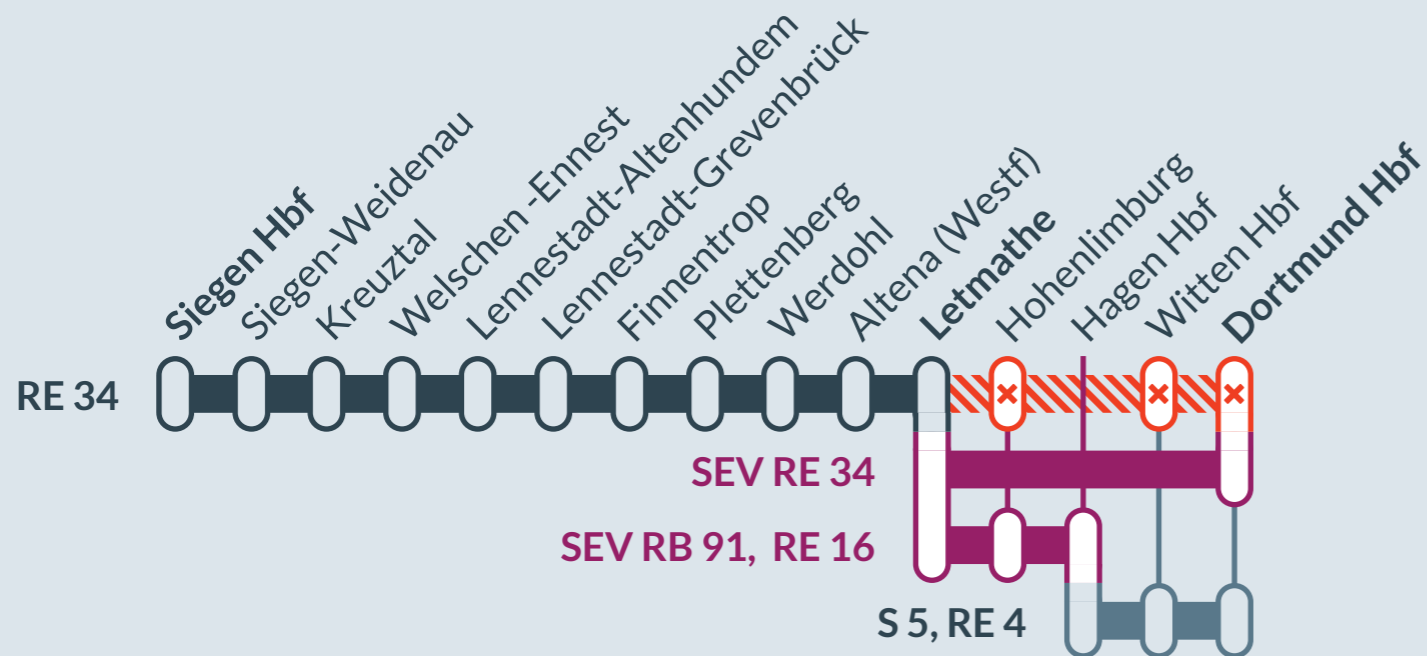 Siegen Hbf
Siegen-Weidenau
Kreuztal
Welschen -Ennest
Lennestadt-Altenhundem
Lennestadt-Grevenbrück
Finnentrop
Plettenberg
Werdohl
Altena (Westf)
Letmathe
Hohenlimburg
Hagen Hbf
Witten Hbf
Dortmund Hbf
RE 34
SEV RE 34
SEV RB 91, RE 16
S 5, RE 4